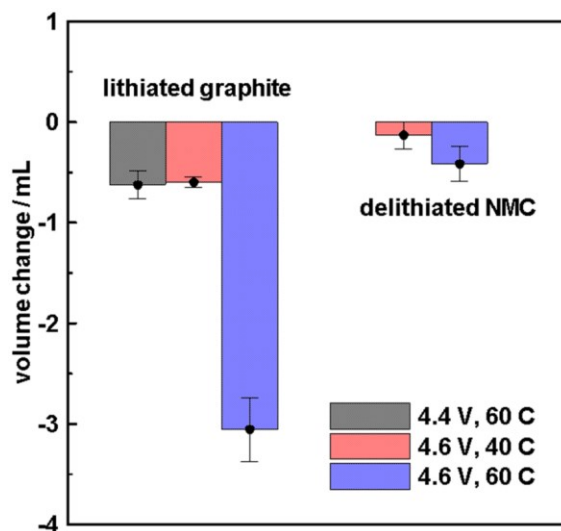 1
lithiated graphite
0
delithiated NMC
-1
volume change / mL
-2
-3
4.4 V, 60 C
4.6 V, 40 C
4.6 V, 60 C
-4